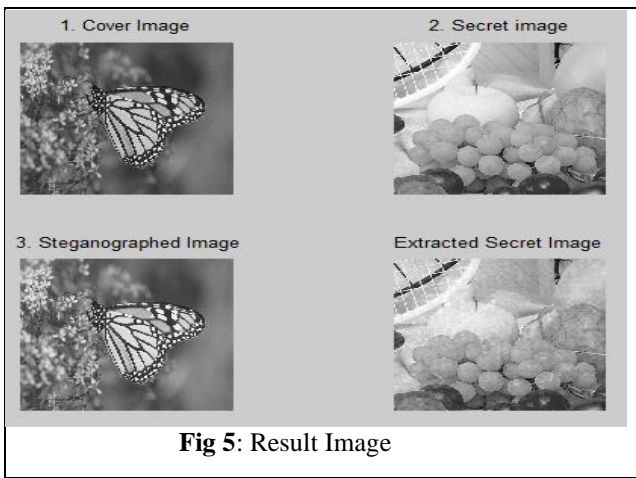 1. Cover Image
2. Secret image
3. Steganographed Image
Extracted Secret Image
Fig 5: Result Image